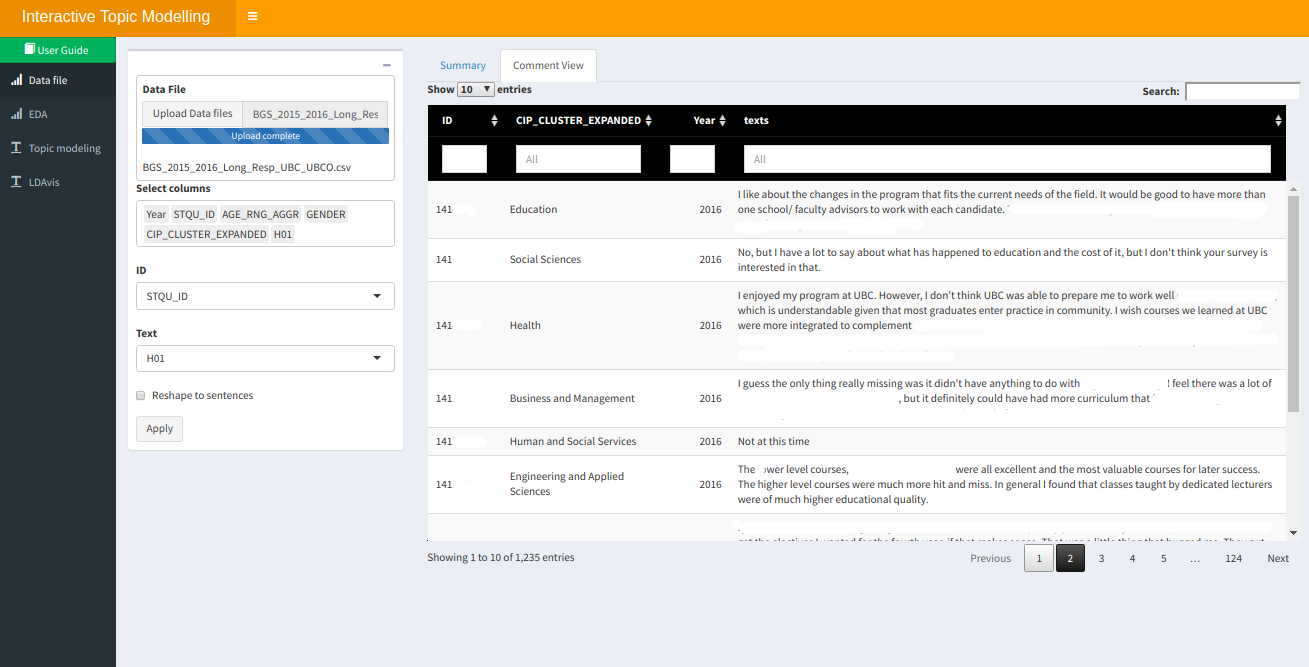 Interactive Topic Modelling
User Guide
Data file
EDA
Topic modeling
LDAvis
Data File
Upload Data files
BGS_2015_2016_Long_Res
Upload complete
BGS_2015_2016_Long_Resp_UBC_UBCO.csv
Select columns
Year STQU_ID AGE_RNG_AGGR GENDER
CIP_CLUSTER_EXPANDED H01
ID
STQU_ID
Text
H01
Reshape to sentences
Apply
Summary
Comment View
Show 10 entries
Search:
ID CIP_CLUSTER_EXPANDED Year texts
All All
141 Education 2016
I like about the changes in the program that fits the current needs of the field. It would be good to have more than
one school/ faculty advisors to work with each candidate.
141 Social Sciences 2016
No, but I have a lot to say about what has happened to education and the cost of it, but I don't think your survey is
interested in that.
141 Health 2016
I enjoyed my program at UBC. However, I don't think UBC was able to prepare me to work well
which is understandable given that most graduates enter practice in community. I wish courses we learned at UBC
were more integrated to complement
141 Business and Management 2016
I guess the only thing really missing was it didn't have anything to do with I feel there was a lot of
, but it definitely could have had more curriculum that
141 Human and Social Services 2016 Not at this time
141 Engineering and Applied
Sciences 2016
The lower level courses, were all excellent and the most valuable courses for later success.
The higher level courses were much more hit and miss. In general I found that classes taught by dedicated lecturers
were of much higher educational quality.
Showing 1 to 10 of 1,235 entries
Previous 1 2 3 4 5 … 124 Next